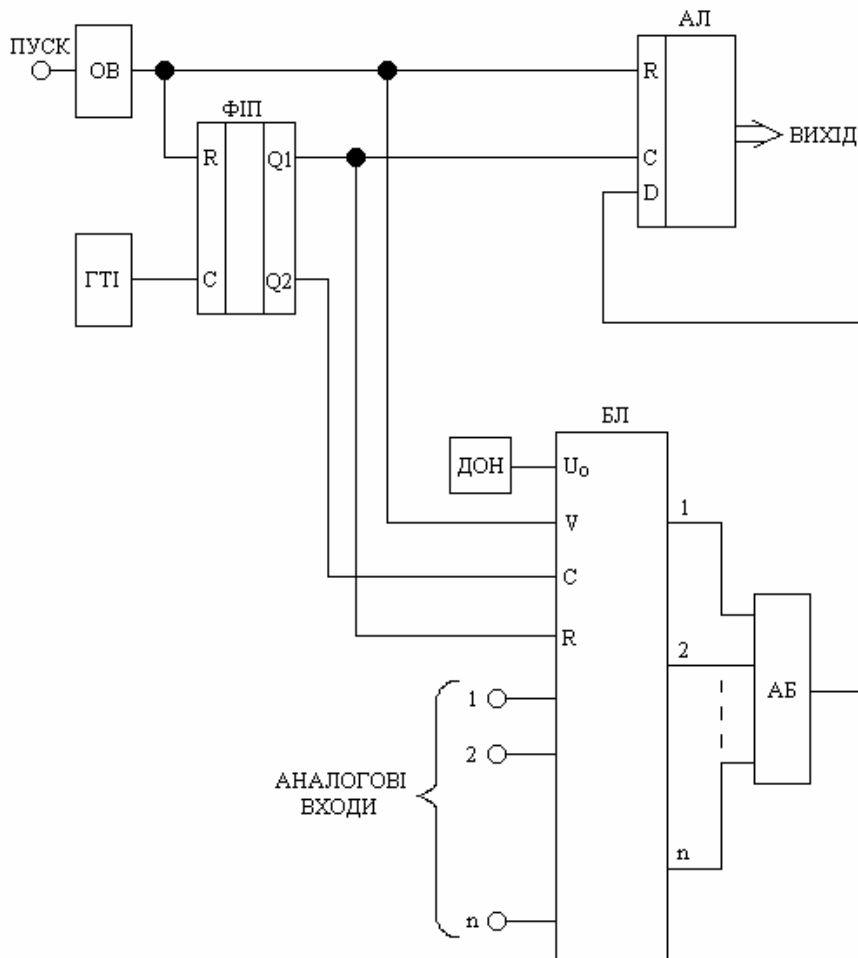 АЛ
ПУСК
ОВ
R
ФІП
R
Q1
C
ВИХІД
D
ГТІ
C
Q2
БЛ
ДОН
U₀
1
V
C
R
2
1
АБ
2
АНАЛОГОВІ
ВХОДИ
n
n